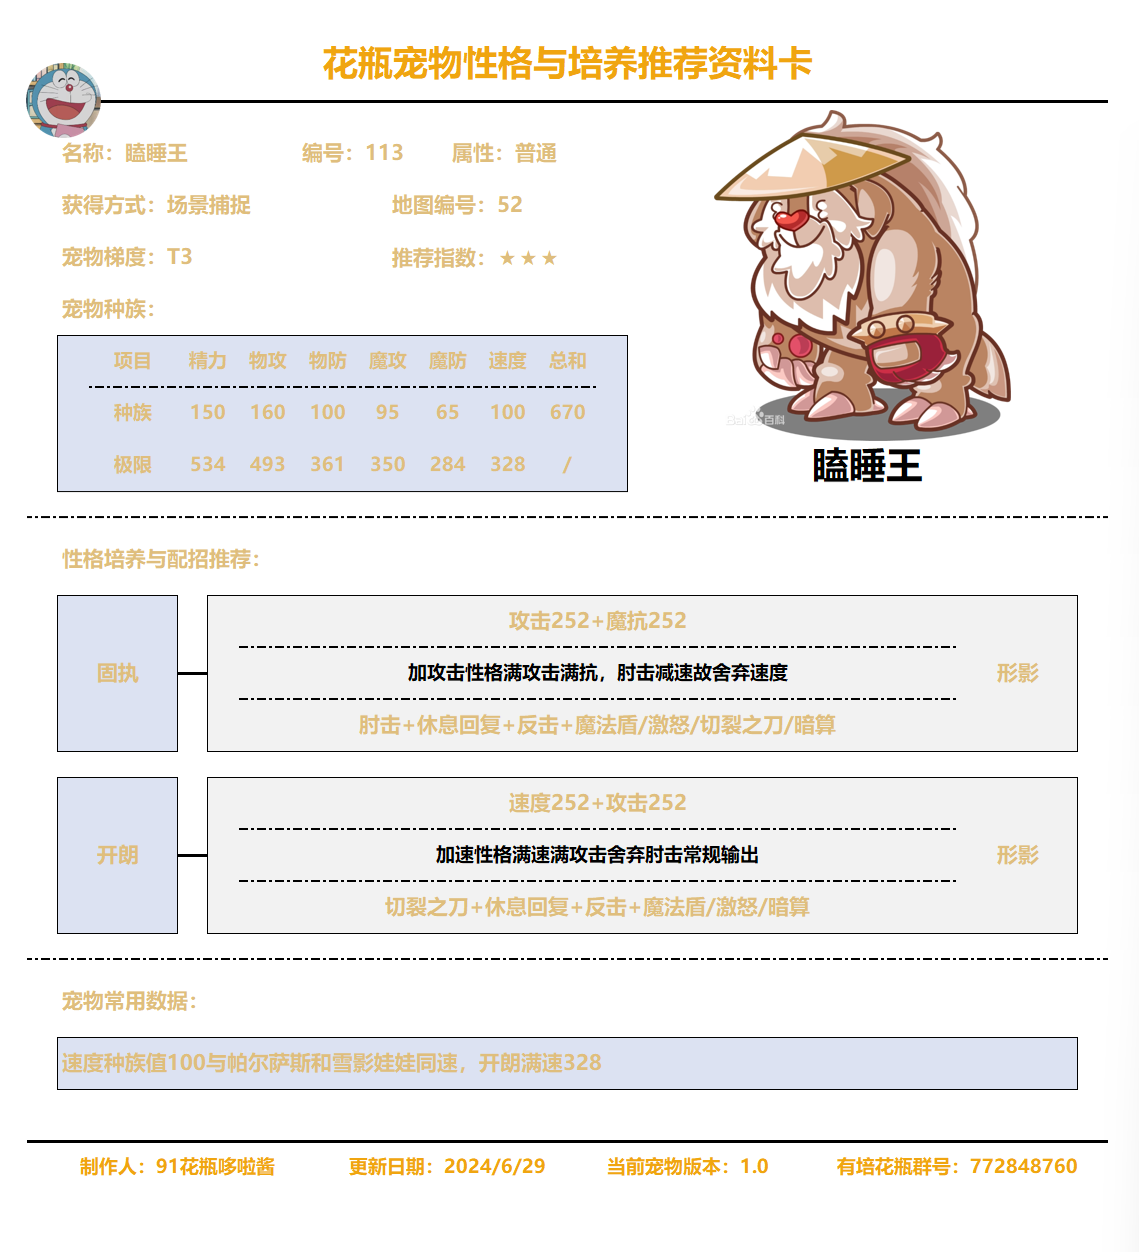 花瓶宠物性格与培养推荐资料卡
名称：瞌睡王 编号：113 属性：普通
获得方式：场景捕捉 地图编号：52
宠物梯度：T3 推荐指数：★★★
宠物种族：
项目 精力 物攻 物防 魔攻 魔防 速度 总和
种族 150 160 100 95 65 100 670
极限 534 493 361 350 284 328 /
Baidu百科
瞌睡王
性格培养与配招推荐：
攻击252+魔抗252
固执 加攻击性格满攻击满抗，肘击减速故舍弃速度 形影
肘击+休息回复+反击+魔法盾/激怒/切裂之刀/暗算
速度252+攻击252
开朗 加速性格满速满攻击舍弃肘击常规输出 形影
切裂之刀+休息回复+反击+魔法盾/激怒/暗算
宠物常用数据：
速度种族值100与帕尔萨斯和雪影娃娃同速，开朗满速328
制作人：91花瓶哆啦酱 更新日期：2024/6/29 当前宠物版本：1.0 有培花瓶群号：772848760